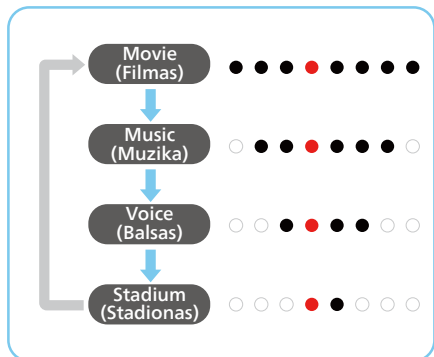 Movie
(Filmas)
Music
(Muzika)
Voice
(Balsas)
Stadium
(Stadionas)